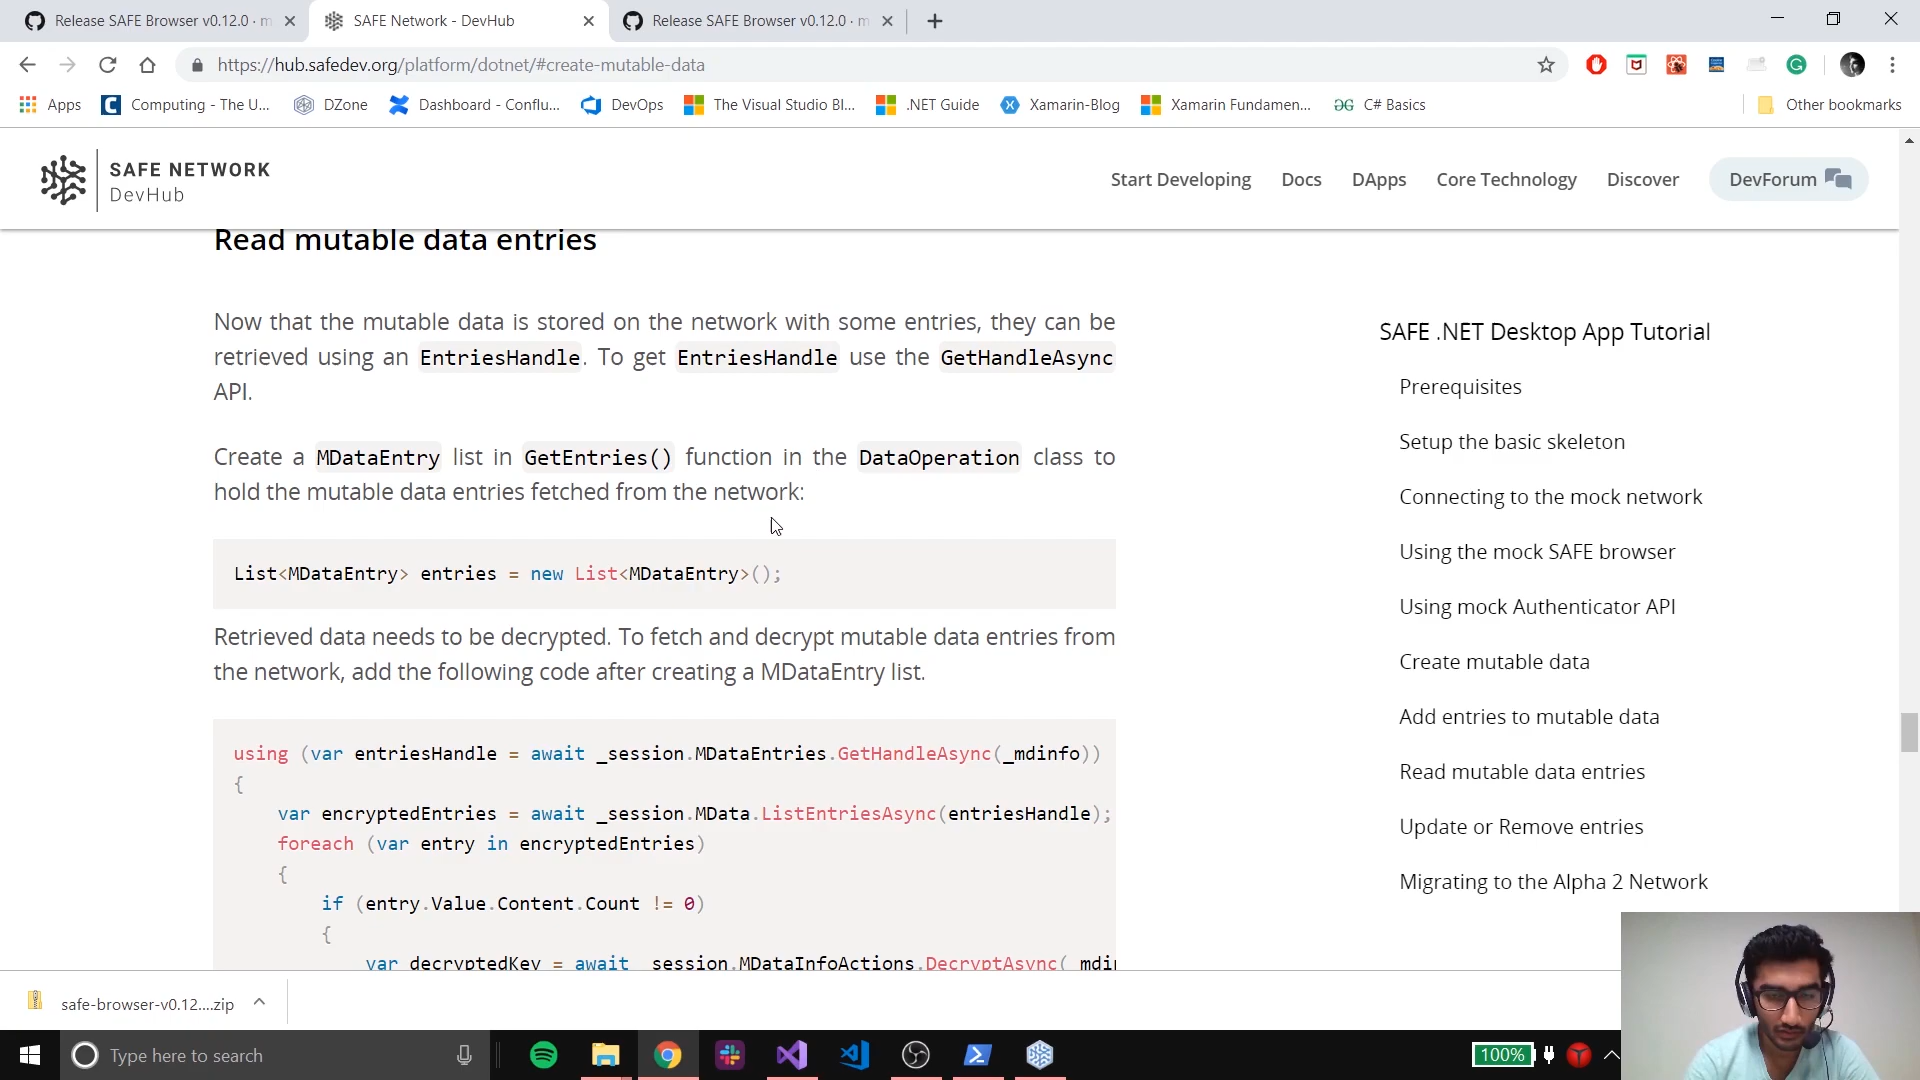 Release SAFE Browser v0.12.0 · m
SAFE Network - DevHub
Release SAFE Browser v0.12.0 · m
https://hub.safedev.org/platform/dotnet/#create-mutable-data
Apps
Computing - The U...
DZone
Dashboard - Conflu...
DevOps
The Visual Studio Bl...
.NET Guide
Xamarin-Blog
Xamarin Fundamen...
C# Basics
Other bookmarks
SAFE NETWORK
DevHub
Start Developing
Docs
DApps
Core Technology
Discover
DevForum
Read mutable data entries
Now that the mutable data is stored on the network with some entries, they can be
retrieved using an EntriesHandle. To get EntriesHandle use the GetHandleAsync
API.
Create a MDataEntry list in GetEntries() function in the DataOperation class to
hold the mutable data entries fetched from the network:
List<MDataEntry> entries = new List<MDataEntry>();
Retrieved data needs to be decrypted. To fetch and decrypt mutable data entries from
the network, add the following code after creating a MDataEntry list.
using (var entriesHandle = await _session.MDataEntries.GetHandleAsync(_mdinfo))
{
var encryptedEntries = await _session.MData.ListEntriesAsync(entriesHandle);
foreach (var entry in encryptedEntries)
{
if (entry.Value.Content.Count != 0)
{
var decryptedKey = await _session.MDataInfoActions.DecryptAsync(_mdin
SAFE .NET Desktop App Tutorial
Prerequisites
Setup the basic skeleton
Connecting to the mock network
Using the mock SAFE browser
Using mock Authenticator API
Create mutable data
Add entries to mutable data
Read mutable data entries
Update or Remove entries
Migrating to the Alpha 2 Network
safe-browser-v0.12....zip
Type here to search
100%